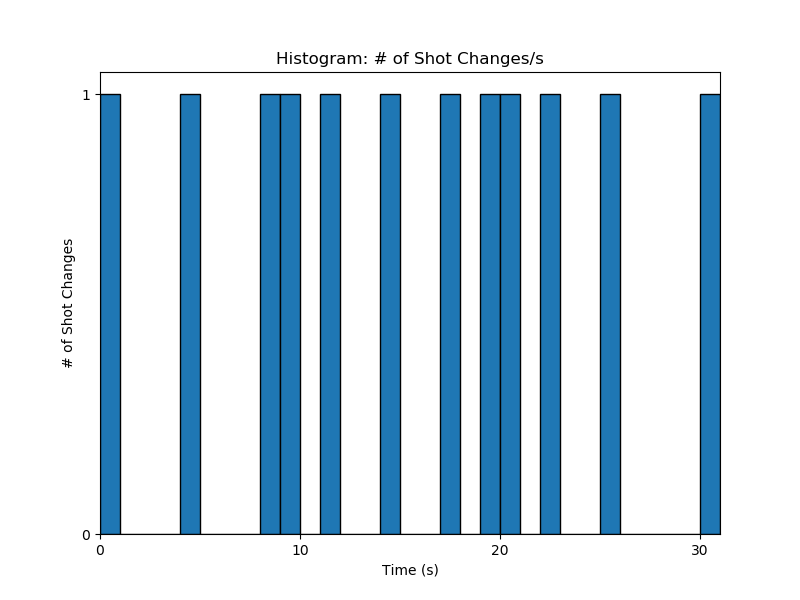 Histogram: # of Shot Changes/s
1
# of Shot Changes
0
0 10 20 30
Time (s)